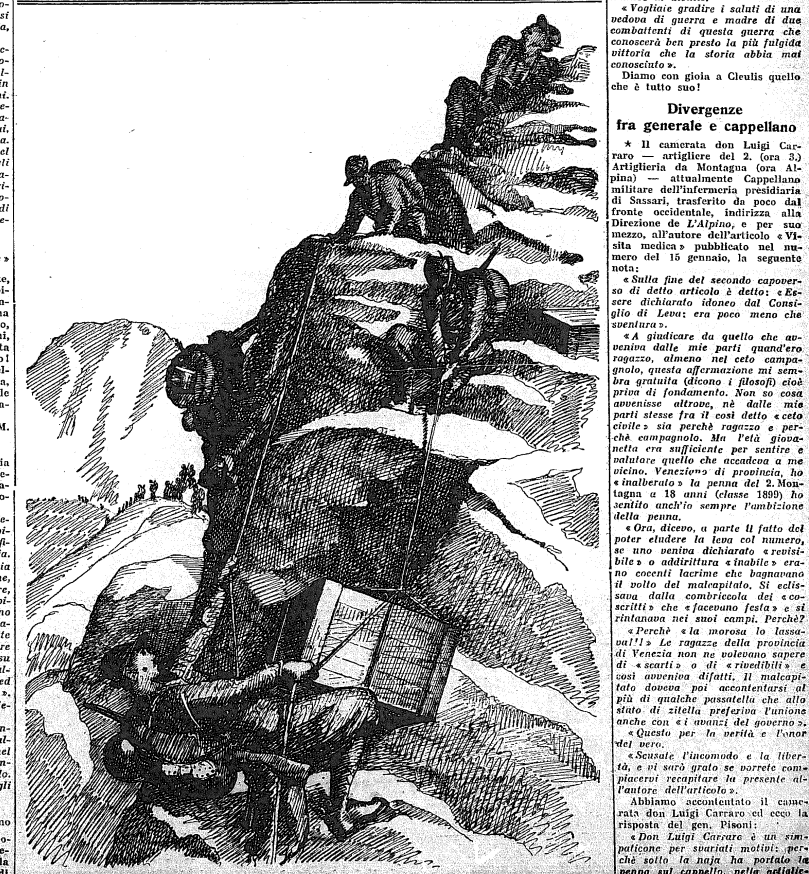 « Vogliate gradire i saluti di una
vedova di guerra e madre di due
combattenti di questa guerra che
conoscerà ben presto la più fulgida
vittoria che la storia abbia mai
conosciuto ».
Diamo con gioia a Cleulis quello
che è tutto suo!
Divergenze
fra generale e cappellano
★ Il camerata don Luigi Car-
raro — artigliere del 2. (ora 3.)
Artiglieria da Montagna (ora Al-
pina) — attualmente Cappellano
militare dell'infermeria presidiaria
di Sassari, trasferito da poco dal
fronte occidentale, indirizza alla
Direzione de L'Alpino, e per suo
mezzo, all'autore dell'articolo « Vi-
sita medica » pubblicato nel nu-
mero del 15 gennaio, la seguente
nota:
« Sulla fine del secondo capover-
so di detto articolo è detto: « Es-
sere dichiarato idoneo dal Consi-
glio di Leva: era poco meno che
sventura ».
« A giudicare da quello che av-
veniva dalle mie parti quand'ero
ragazzo, almeno nel ceto campa-
gnolo, questa affermazione mi sem-
bra gratuita (dicono i filosofi) cioè
priva di fondamento. Non so cosa
avvenisse altrove, nè dalle mie
parti stesse fra il così detto « ceto
civile » sia perchè ragazzo e per-
chè campagnolo. Ma l'età giova-
netta era sufficiente per sentire e
valutare quello che accadeva a me
vicino. Veneziano di provincia, ho
« inalberato » la penna del 2. Mon-
tagna a 18 anni (classe 1899) ho
sentito anch'io sempre l'ambizione
della penna.
« Ora, dicevo, a parte il fatto del
poter eludere la leva col numero,
se uno veniva dichiarato « revisi-
bile » o addirittura « inabile » era-
no cocenti lacrime che bagnavano
il volto del malcapitato. Si eclis-
sava dalla combriccola dei « co-
scritti » che « facevano festa » e si
rintanava nei suoi campi. Perchè?
« Perchè « la morosa lo lassa-
va!!! » Le ragazze della provincia
di Venezia non ne volevano sapere
di « scarti » o di « rivedibili » e
così avveniva difatti. Il malcapi-
tato doveva poi accontentarsi al
più di qualche passatella che allo
stato di zitella preferiva l'unione
anche con « i avanzi del governo ».
« Questo per la verità e l'onor
del vero.
« Scusate l'incomodo e la liber-
tà, e vi sarò grato se vorrete com-
piacervi recapitare la presente al-
l'autore dell'articolo ».
Abbiamo accontentato il came-
rata don Luigi Carraro ed ecco la
risposta del gen. Pisoni:
« Don Luigi Carraro è un sim-
paticone per svariati motivi: per-
chè sotto la naja ha portato la
penna sul cappello, nella